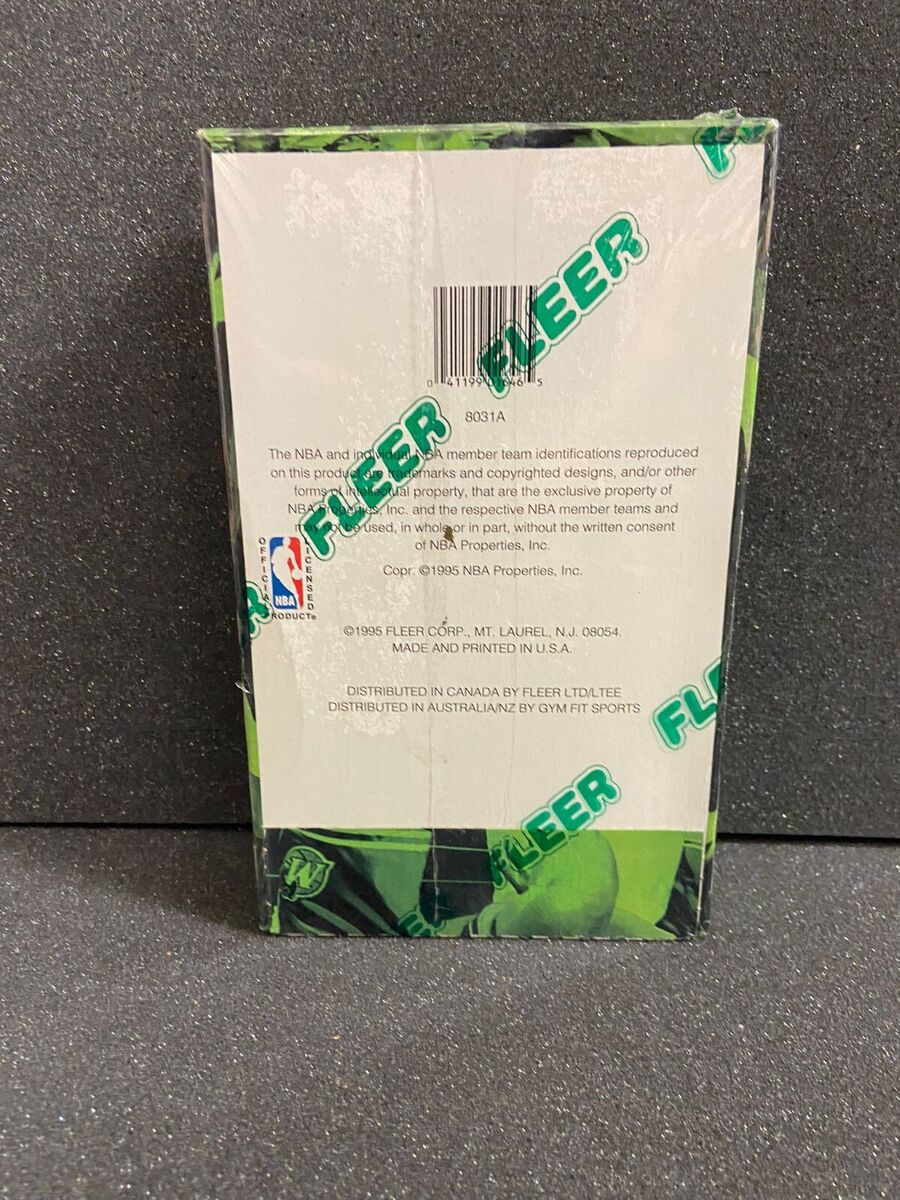 FLEER
FLEER
0 41199 01646 5
8031A
The NBA and individual NBA member team identifications reproduced
on this product are trademarks and copyrighted designs, and/or other
forms of intellectual property, that are the exclusive property of
NBA Properties, Inc. and the respective NBA member teams and
may not be used, in whole or in part, without the written consent
of NBA Properties, Inc.
Copr. ©1995 NBA Properties, Inc.
OFFICIAL
LICENSED
NBA
PRODUCT®
©1995 FLEER CORP., MT. LAUREL, N.J. 08054.
MADE AND PRINTED IN U.S.A.
DISTRIBUTED IN CANADA BY FLEER LTD/LTEE
DISTRIBUTED IN AUSTRALIA/NZ BY GYM FIT SPORTS
FL
FLEER
W